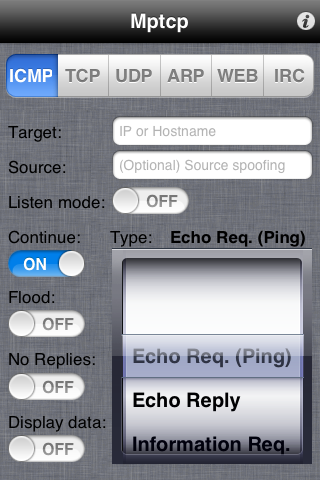 Mptcp
ICMP TCP UDP ARP WEB IRC
Target: IP or Hostname
Source: (Optional) Source spoofing
Listen mode: OFF
Continue: Type: Echo Req. (Ping)
ON
Flood:
OFF
Echo Req. (Ping)
No Replies:
OFF
Echo Reply
Display data:
OFF
Information Req.